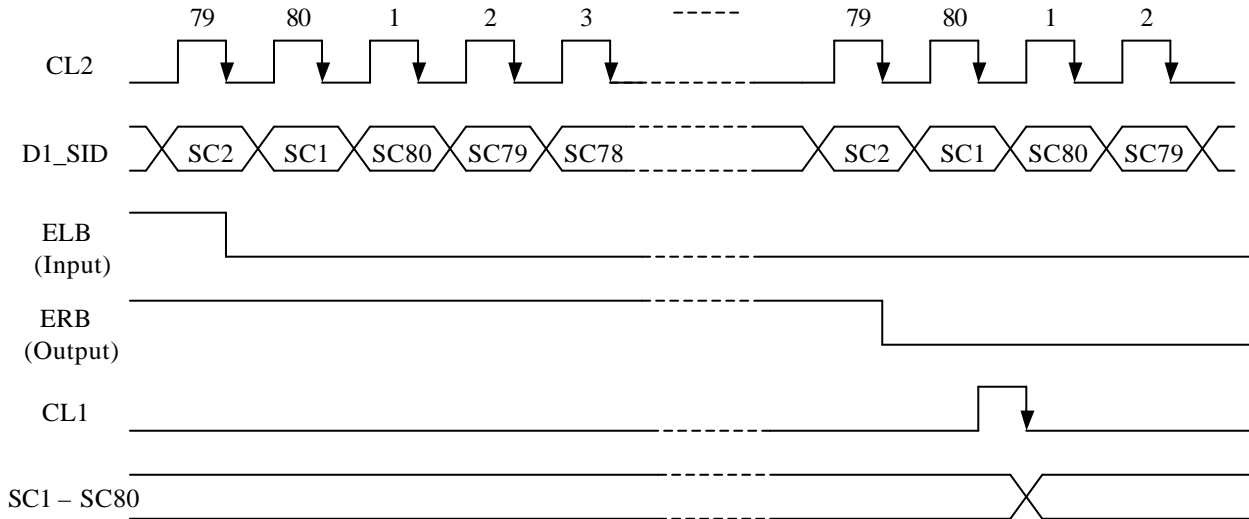 79 80 1 2 3 79 80 1 2
CL2
D1_SID SC2 SC1 SC80 SC79 SC78 SC2 SC1 SC80 SC79
ELB
(Input)
ERB
(Output)
CL1
SC1 – SC80